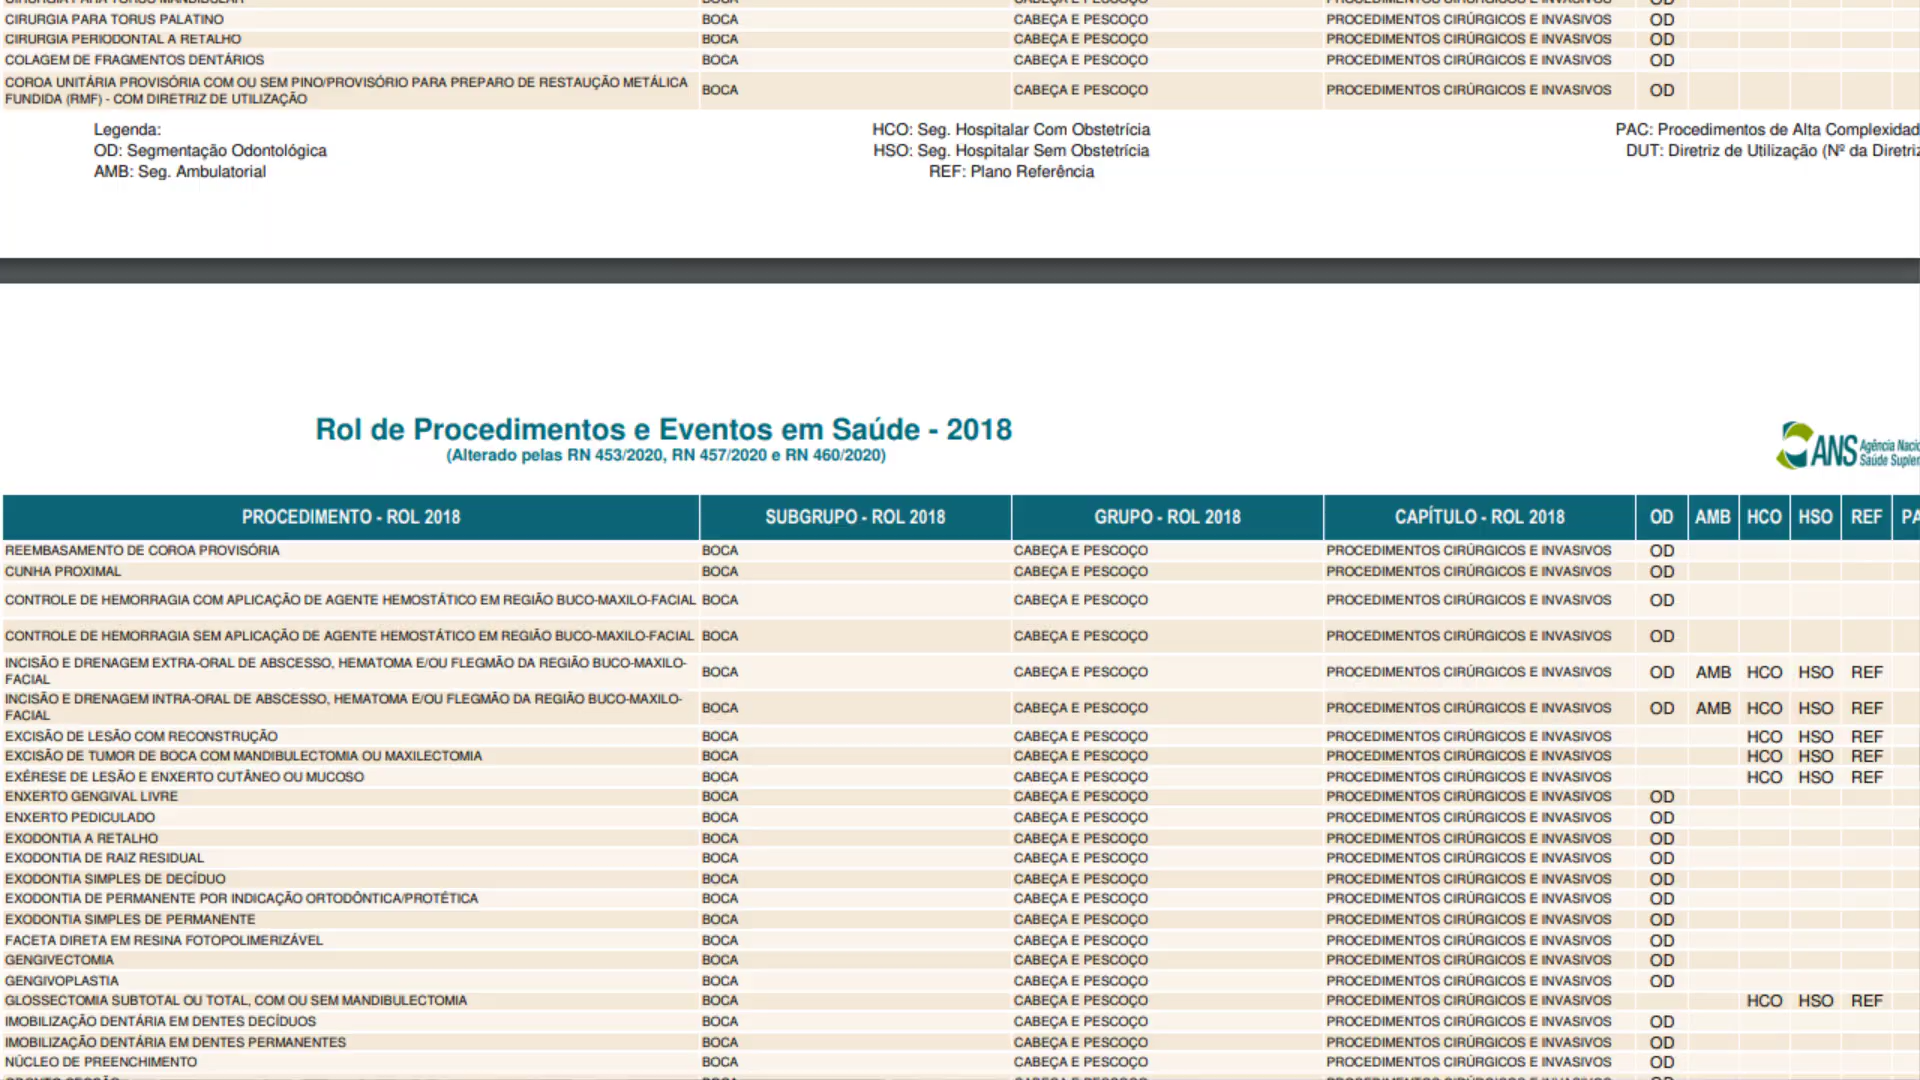 CIRURGIA PARA TORUS MANDIBULAR BOCA CABEÇA E PESCOÇO PROCEDIMENTOS CIRÚRGICOS E INVASIVOS OD
CIRURGIA PARA TORUS PALATINO BOCA CABEÇA E PESCOÇO PROCEDIMENTOS CIRÚRGICOS E INVASIVOS OD
CIRURGIA PERIODONTAL A RETALHO BOCA CABEÇA E PESCOÇO PROCEDIMENTOS CIRÚRGICOS E INVASIVOS OD
COLAGEM DE FRAGMENTOS DENTÁRIOS BOCA CABEÇA E PESCOÇO PROCEDIMENTOS CIRÚRGICOS E INVASIVOS OD
COROA UNITÁRIA PROVISÓRIA COM OU SEM PINO/PROVISÓRIO PARA PREPARO DE RESTAUÇÃO METÁLICA
FUNDIDA (RMF) - COM DIRETRIZ DE UTILIZAÇÃO BOCA CABEÇA E PESCOÇO PROCEDIMENTOS CIRÚRGICOS E INVASIVOS OD
Legenda: HCO: Seg. Hospitalar Com Obstetrícia PAC: Procedimentos de Alta Complexidad
OD: Segmentação Odontológica HSO: Seg. Hospitalar Sem Obstetrícia DUT: Diretriz de Utilização (Nº da Diretriz
AMB: Seg. Ambulatorial REF: Plano Referência
Rol de Procedimentos e Eventos em Saúde - 2018
(Alterado pelas RN 453/2020, RN 457/2020 e RN 460/2020)
ANS Agência Nacio
Saúde Suplem
PROCEDIMENTO - ROL 2018 SUBGRUPO - ROL 2018 GRUPO - ROL 2018 CAPÍTULO - ROL 2018 OD AMB HCO HSO REF PA
REEMBASAMENTO DE COROA PROVISÓRIA BOCA CABEÇA E PESCOÇO PROCEDIMENTOS CIRÚRGICOS E INVASIVOS OD
CUNHA PROXIMAL BOCA CABEÇA E PESCOÇO PROCEDIMENTOS CIRÚRGICOS E INVASIVOS OD
CONTROLE DE HEMORRAGIA COM APLICAÇÃO DE AGENTE HEMOSTÁTICO EM REGIÃO BUCO-MAXILO-FACIAL BOCA CABEÇA E PESCOÇO PROCEDIMENTOS CIRÚRGICOS E INVASIVOS OD
CONTROLE DE HEMORRAGIA SEM APLICAÇÃO DE AGENTE HEMOSTÁTICO EM REGIÃO BUCO-MAXILO-FACIAL BOCA CABEÇA E PESCOÇO PROCEDIMENTOS CIRÚRGICOS E INVASIVOS OD
INCISÃO E DRENAGEM EXTRA-ORAL DE ABSCESSO, HEMATOMA E/OU FLEGMÃO DA REGIÃO BUCO-MAXILO-
FACIAL BOCA CABEÇA E PESCOÇO PROCEDIMENTOS CIRÚRGICOS E INVASIVOS OD AMB HCO HSO REF
INCISÃO E DRENAGEM INTRA-ORAL DE ABSCESSO, HEMATOMA E/OU FLEGMÃO DA REGIÃO BUCO-MAXILO-
FACIAL BOCA CABEÇA E PESCOÇO PROCEDIMENTOS CIRÚRGICOS E INVASIVOS OD AMB HCO HSO REF
EXCISÃO DE LESÃO COM RECONSTRUÇÃO BOCA CABEÇA E PESCOÇO PROCEDIMENTOS CIRÚRGICOS E INVASIVOS HCO HSO REF
EXCISÃO DE TUMOR DE BOCA COM MANDIBULECTOMIA OU MAXILECTOMIA BOCA CABEÇA E PESCOÇO PROCEDIMENTOS CIRÚRGICOS E INVASIVOS HCO HSO REF
EXÉRESE DE LESÃO E ENXERTO CUTÂNEO OU MUCOSO BOCA CABEÇA E PESCOÇO PROCEDIMENTOS CIRÚRGICOS E INVASIVOS HCO HSO REF
ENXERTO GENGIVAL LIVRE BOCA CABEÇA E PESCOÇO PROCEDIMENTOS CIRÚRGICOS E INVASIVOS OD
ENXERTO PEDICULADO BOCA CABEÇA E PESCOÇO PROCEDIMENTOS CIRÚRGICOS E INVASIVOS OD
EXODONTIA A RETALHO BOCA CABEÇA E PESCOÇO PROCEDIMENTOS CIRÚRGICOS E INVASIVOS OD
EXODONTIA DE RAIZ RESIDUAL BOCA CABEÇA E PESCOÇO PROCEDIMENTOS CIRÚRGICOS E INVASIVOS OD
EXODONTIA SIMPLES DE DECÍDUO BOCA CABEÇA E PESCOÇO PROCEDIMENTOS CIRÚRGICOS E INVASIVOS OD
EXODONTIA DE PERMANENTE POR INDICAÇÃO ORTODÔNTICA/PROTÉTICA BOCA CABEÇA E PESCOÇO PROCEDIMENTOS CIRÚRGICOS E INVASIVOS OD
EXODONTIA SIMPLES DE PERMANENTE BOCA CABEÇA E PESCOÇO PROCEDIMENTOS CIRÚRGICOS E INVASIVOS OD
FACETA DIRETA EM RESINA FOTOPOLIMERIZÁVEL BOCA CABEÇA E PESCOÇO PROCEDIMENTOS CIRÚRGICOS E INVASIVOS OD
GENGIVECTOMIA BOCA CABEÇA E PESCOÇO PROCEDIMENTOS CIRÚRGICOS E INVASIVOS OD
GENGIVOPLASTIA BOCA CABEÇA E PESCOÇO PROCEDIMENTOS CIRÚRGICOS E INVASIVOS OD
GLOSSECTOMIA SUBTOTAL OU TOTAL, COM OU SEM MANDIBULECTOMIA BOCA CABEÇA E PESCOÇO PROCEDIMENTOS CIRÚRGICOS E INVASIVOS HCO HSO REF
IMOBILIZAÇÃO DENTÁRIA EM DENTES DECÍDUOS BOCA CABEÇA E PESCOÇO PROCEDIMENTOS CIRÚRGICOS E INVASIVOS OD
IMOBILIZAÇÃO DENTÁRIA EM DENTES PERMANENTES BOCA CABEÇA E PESCOÇO PROCEDIMENTOS CIRÚRGICOS E INVASIVOS OD
NÚCLEO DE PREENCHIMENTO BOCA CABEÇA E PESCOÇO PROCEDIMENTOS CIRÚRGICOS E INVASIVOS OD